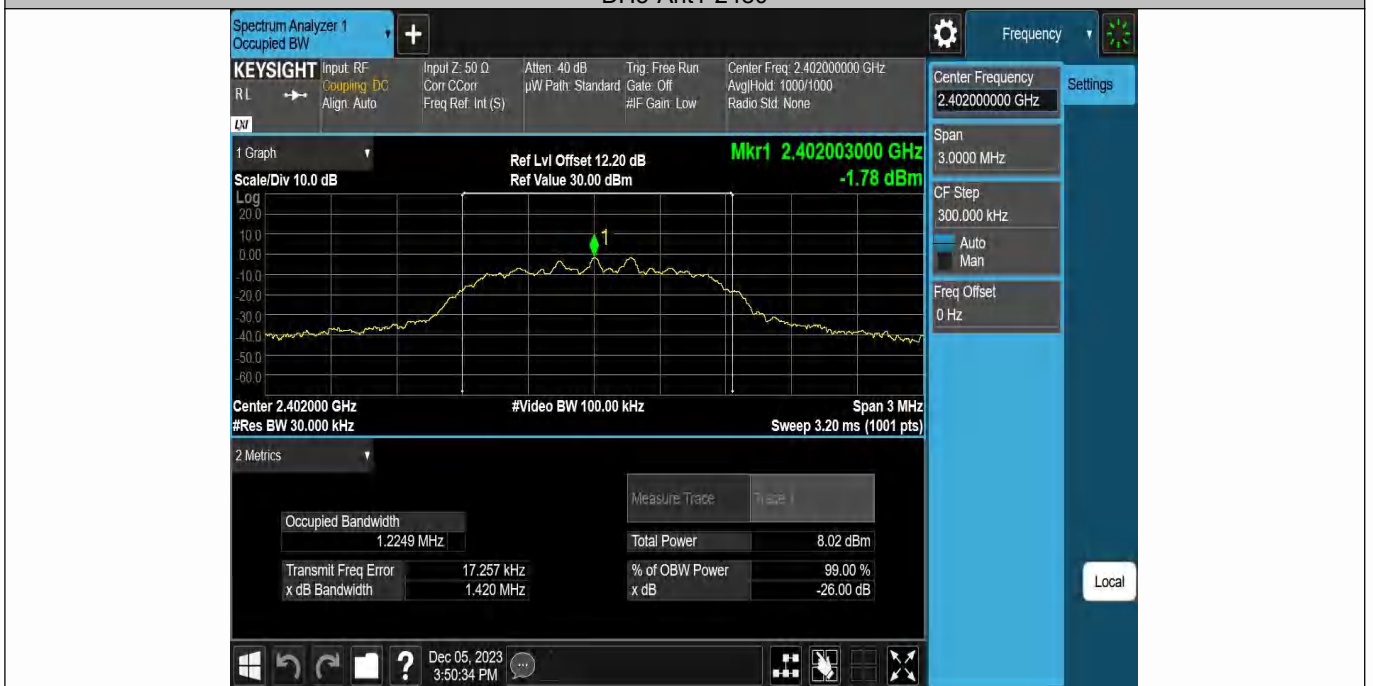 Spectrum Analyzer 1
Occupied BW
+
Frequency
KEYSIGHT
RL
LXI
Input: RF
Coupling: DC
Align: Auto
Input Z: 50 Ω
Corr CCorr
Freq Ref: Int (S)
Atten: 40 dB
µW Path: Standard
Trig: Free Run
Gate: Off
#IF Gain: Low
Center Freq: 2.402000000 GHz
Avg|Hold: 1000/1000
Radio Std: None
Center Frequency
2.402000000 GHz
Settings
Span
3.0000 MHz
CF Step
300.000 kHz
Auto
Man
Freq Offset
0 Hz
Local
1 Graph
Scale/Div 10.0 dB
Ref Lvl Offset 12.20 dB
Ref Value 30.00 dBm
Mkr1 2.402003000 GHz
-1.78 dBm
Log
20.0
10.0
0.00
-10.0
-20.0
-30.0
-40.0
-50.0
-60.0
1
Center 2.402000 GHz
#Res BW 30.000 kHz
#Video BW 100.00 kHz
Span 3 MHz
Sweep 3.20 ms (1001 pts)
2 Metrics
Measure Trace
Trace 1
Occupied Bandwidth
1.2249 MHz
Total Power 8.02 dBm
Transmit Freq Error 17.257 kHz
% of OBW Power 99.00 %
x dB Bandwidth 1.420 MHz
x dB -26.00 dB
?
Dec 05, 2023
3:50:34 PM